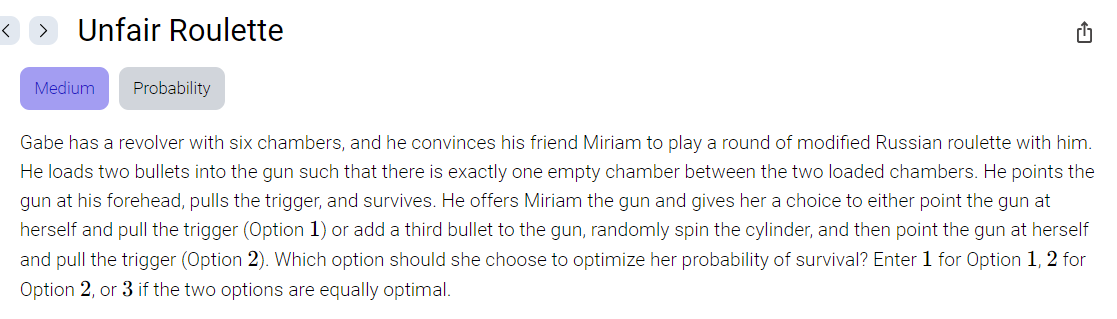 Unfair Roulette
Medium
Probability
Gabe has a revolver with six chambers, and he convinces his friend Miriam to play a round of modified Russian roulette with him.
He loads two bullets into the gun such that there is exactly one empty chamber between the two loaded chambers. He points the
gun at his forehead, pulls the trigger, and survives. He offers Miriam the gun and gives her a choice to either point the gun at
herself and pull the trigger (Option 1) or add a third bullet to the gun, randomly spin the cylinder, and then point the gun at herself
and pull the trigger (Option 2). Which option should she choose to optimize her probability of survival? Enter 1 for Option 1, 2 for
Option 2, or 3 if the two options are equally optimal.